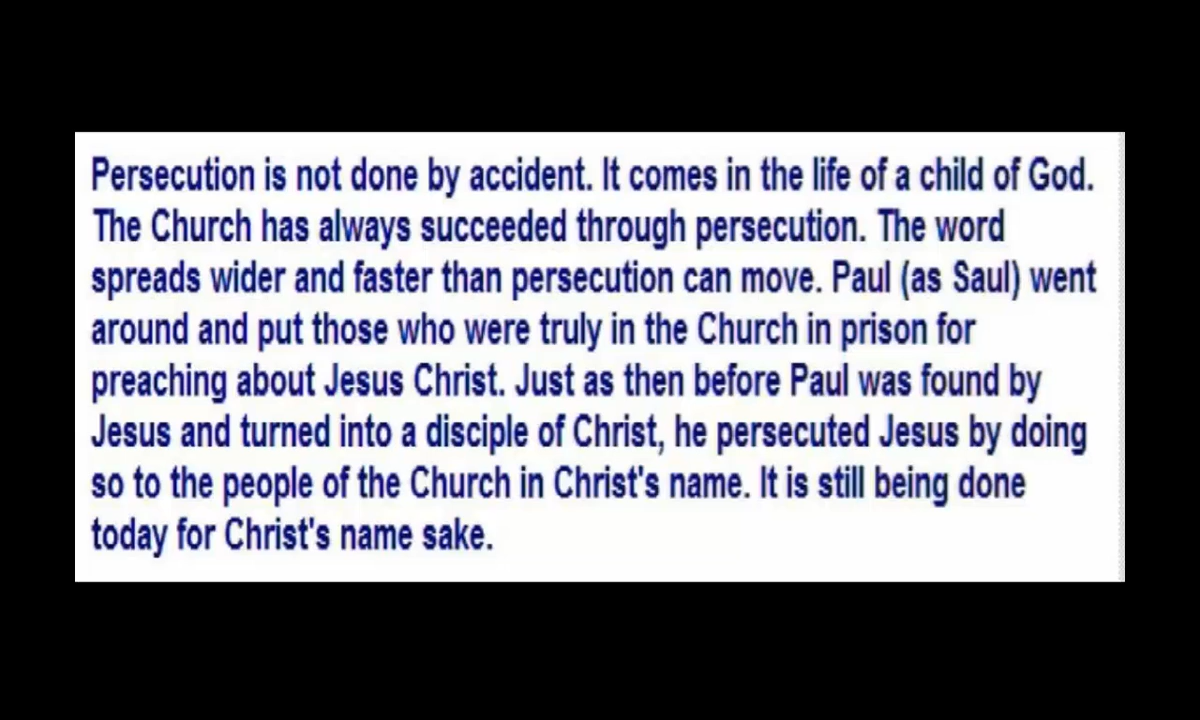 Persecution is not done by accident. It comes in the life of a child of God.
The Church has always succeeded through persecution. The word
spreads wider and faster than persecution can move. Paul (as Saul) went
around and put those who were truly in the Church in prison for
preaching about Jesus Christ. Just as then before Paul was found by
Jesus and turned into a disciple of Christ, he persecuted Jesus by doing
so to the people of the Church in Christ's name. It is still being done
today for Christ's name sake.